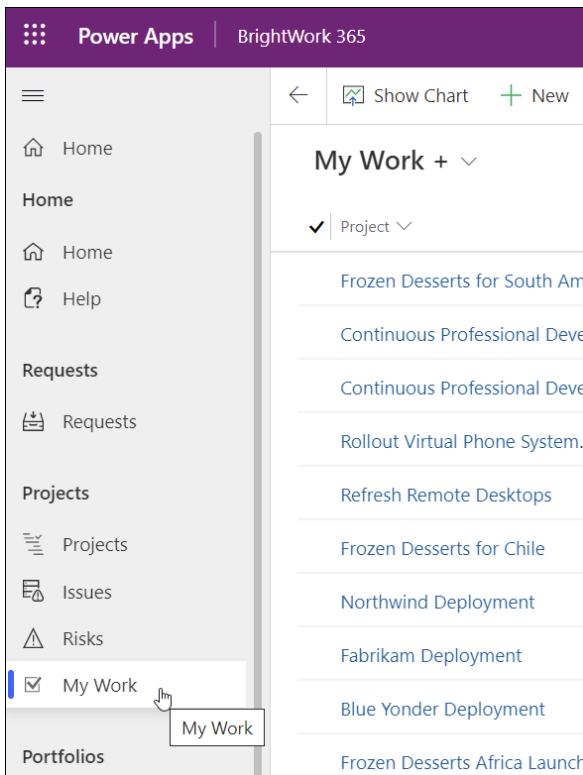 Power Apps BrightWork 365
Show Chart + New
Home
My Work +
Home
Project
Home
Frozen Desserts for South Am
Help
Continuous Professional Deve
Requests
Continuous Professional Deve
Requests
Rollout Virtual Phone System.
Projects
Refresh Remote Desktops
Projects
Frozen Desserts for Chile
Issues
Northwind Deployment
Risks
Fabrikam Deployment
My Work
My Work
Blue Yonder Deployment
Portfolios
Frozen Desserts Africa Launch